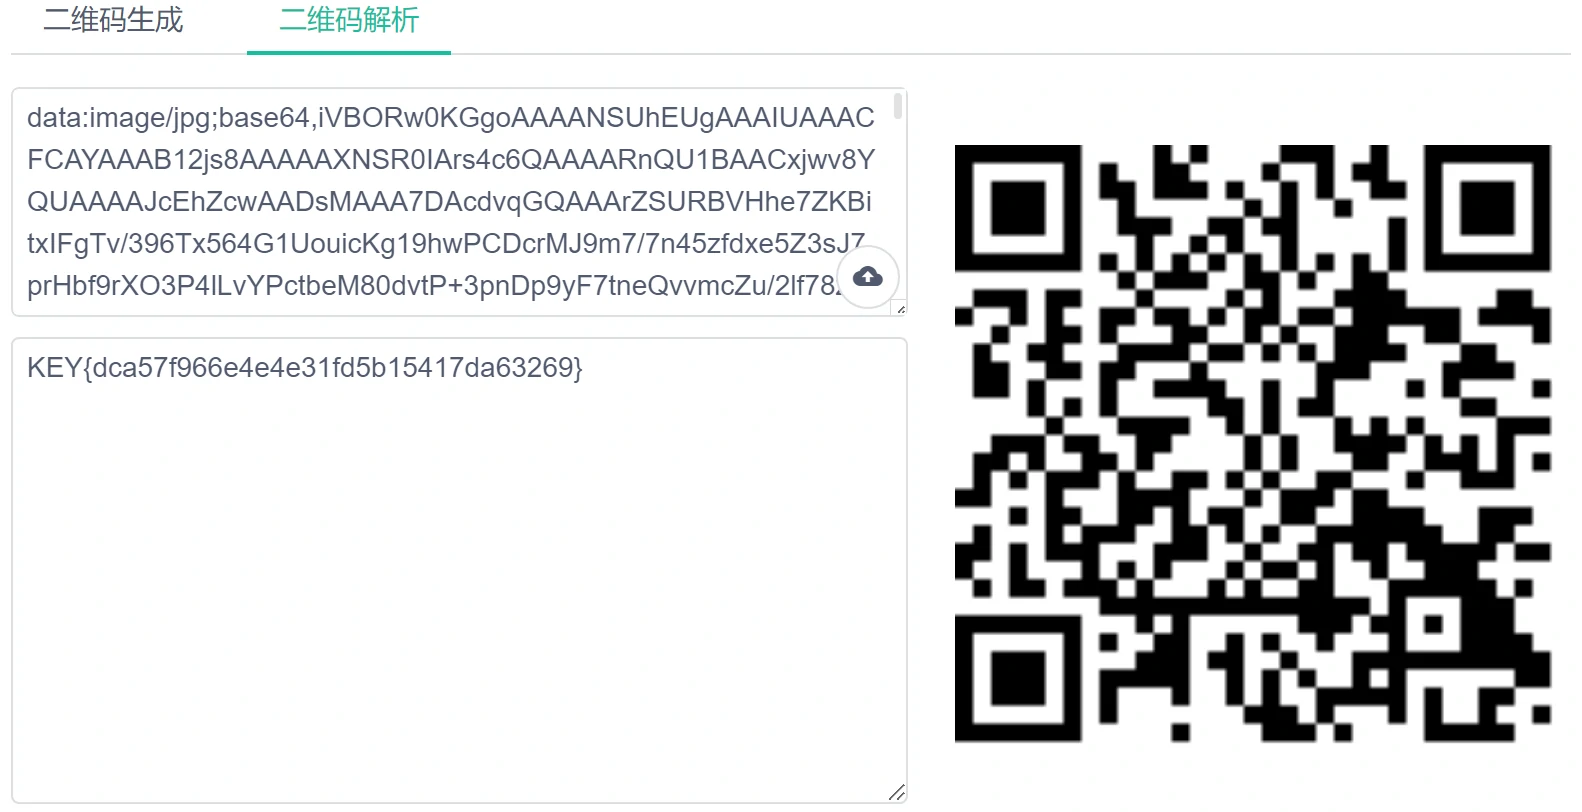 二维码生成 二维码解析
data:image/jpg;base64,iVBORw0KGgoAAAANSUhEUgAAAIUAAAC
FCAYAAAB12js8AAAAAXNSR0IArs4c6QAAAARnQU1BAACxjwv8Y
QUAAAAJcEhZcwAADsMAAA7DAcdvqGQAAArZSURBVHhe7ZKBi
txIFgTv/396Tx564G1UouicKg19hwPCDcrMJ9m7/7n45zfdxe5Z3sJ7
prHbf9rXO3P4lLvYPctbeM80dvtP+3pnDp9yF7tneQvvmcZu/2lf78
KEY{dca57f966e4e4e31fd5b15417da63269}